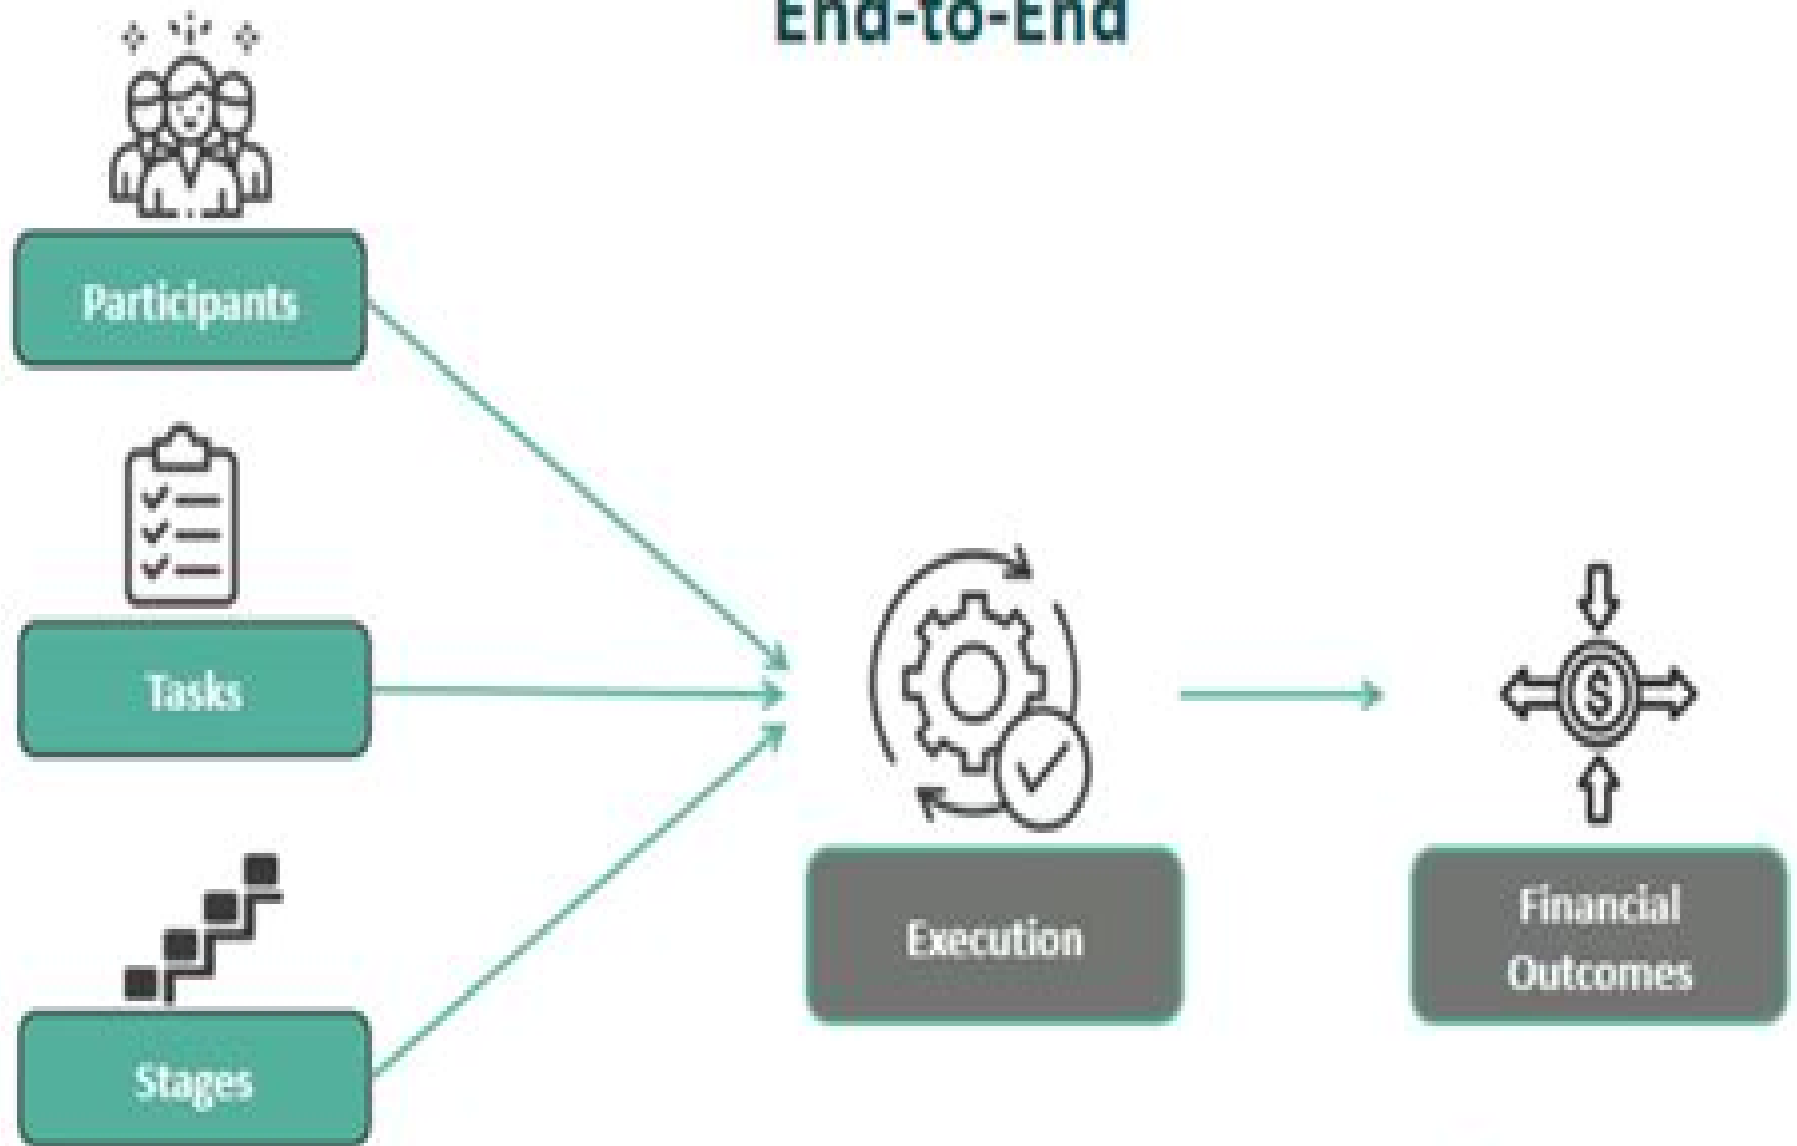 End-to-End
Participants
Tasks
Stages
Execution
Financial
Outcomes